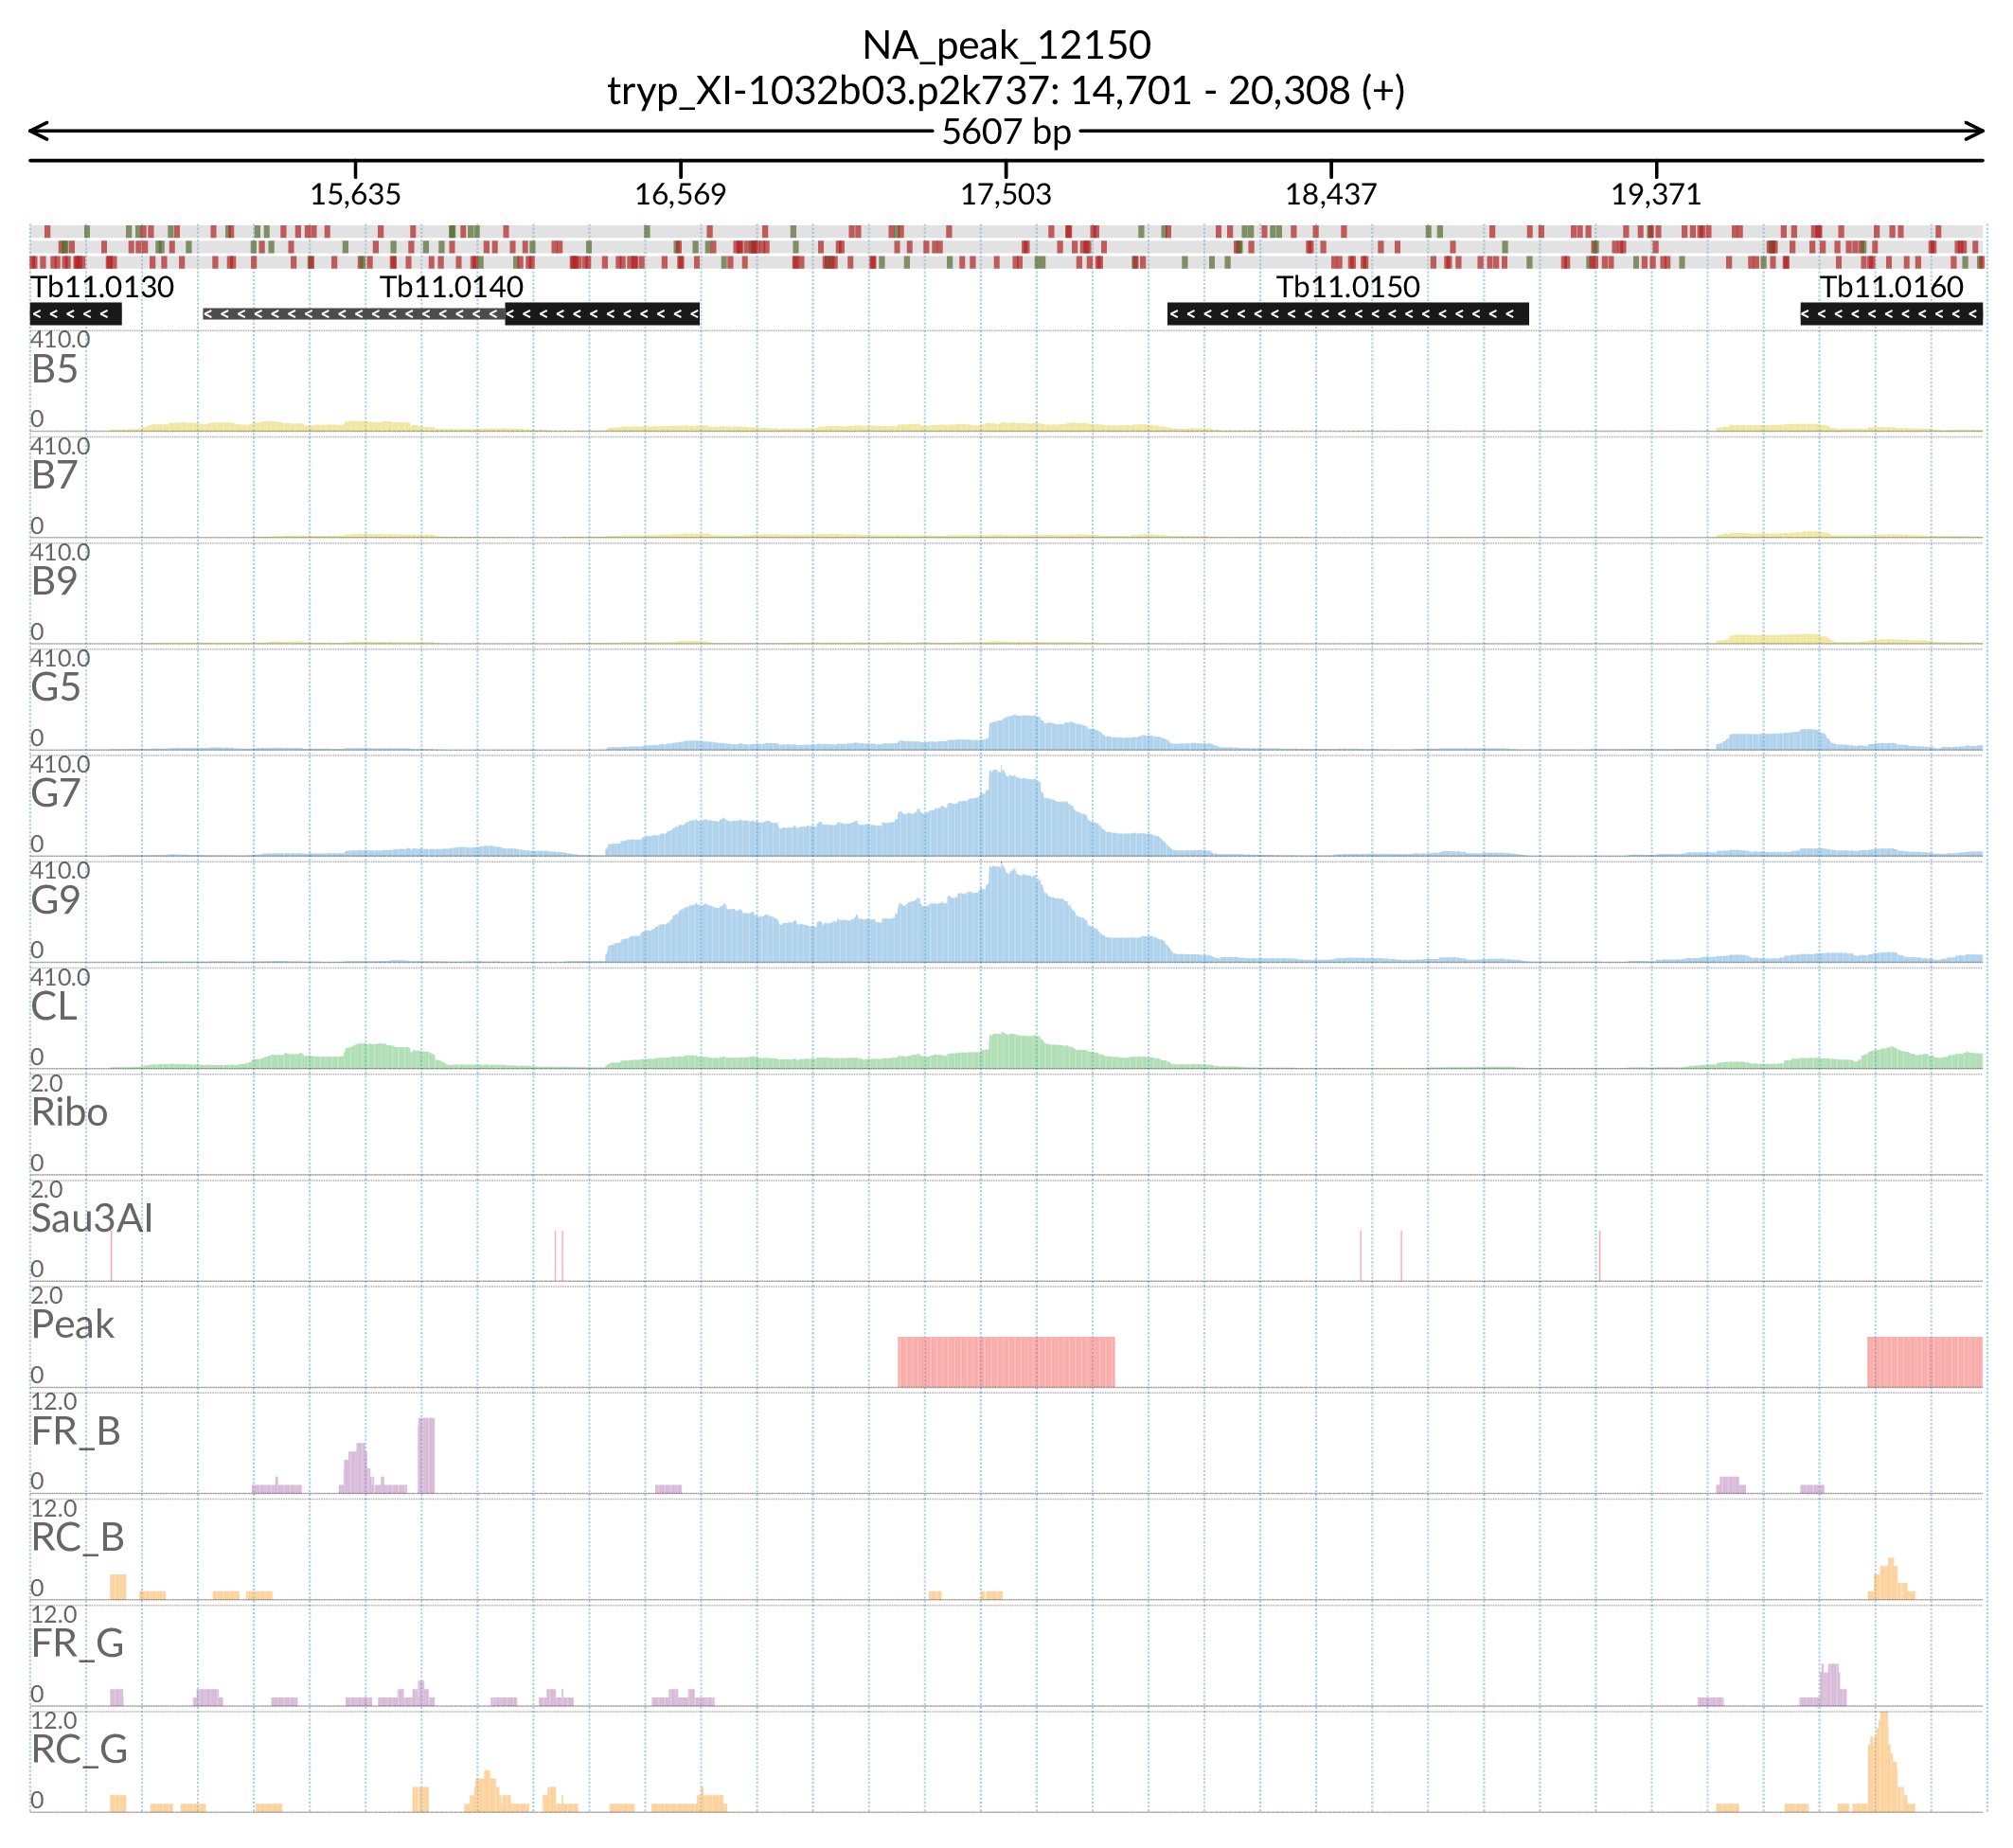 NA_peak_12150
tryp_XI-1032b03.p2k737: 14,701 - 20,308 (+)
5607 bp
15,635 16,569 17,503 18,437 19,371
Tb11.0130 Tb11.0140 Tb11.0150 Tb11.0160
410.0
B5
0
410.0
B7
0
410.0
B9
0
410.0
G5
0
410.0
G7
0
410.0
G9
0
410.0
CL
0
2.0
Ribo
0
2.0
Sau3AI
0
2.0
Peak
0
12.0
FR_B
0
12.0
RC_B
0
12.0
FR_G
0
12.0
RC_G
0